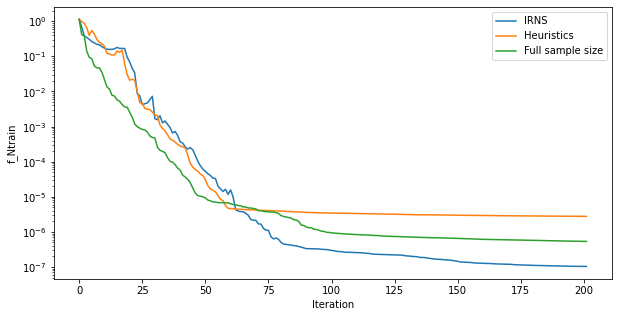 IRNS
Heuristics
Full sample size
10⁰
10⁻¹
10⁻²
10⁻³
10⁻⁴
10⁻⁵
10⁻⁶
10⁻⁷
f_Ntrain
0 25 50 75 100 125 150 175 200
Iteration